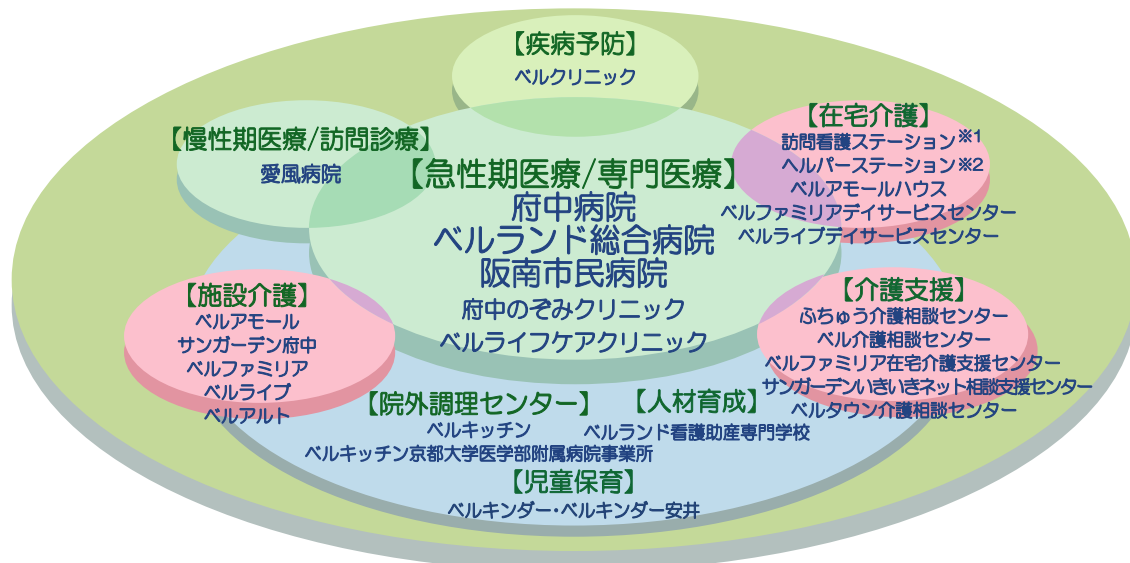 【疾病予防】
ベルクリニック
【慢性期医療/訪問診療】
愛風病院
【急性期医療/専門医療】
府中病院
ベルランド総合病院
阪南市民病院
府中のぞみクリニック
ベルライフケアクリニック
【在宅介護】
訪問看護ステーション※1
ヘルパーステーション※2
ベルアモールハウス
ベルファミリアデイサービスセンター
ベルライブデイサービスセンター
【施設介護】
ベルアモール
サンガーデン府中
ベルファミリア
ベルライブ
ベルアルト
【介護支援】
ふちゅう介護相談センター
ベル介護相談センター
ベルファミリア在宅介護支援センター
サンガーデンいきいきネット相談支援センター
ベルタウン介護相談センター
【院外調理センター】
ベルキッチン
ベルキッチン京都大学医学部附属病院事業所
【人材育成】
ベルランド看護助産専門学校
【児童保育】
ベルキンダー・ベルキンダー安井